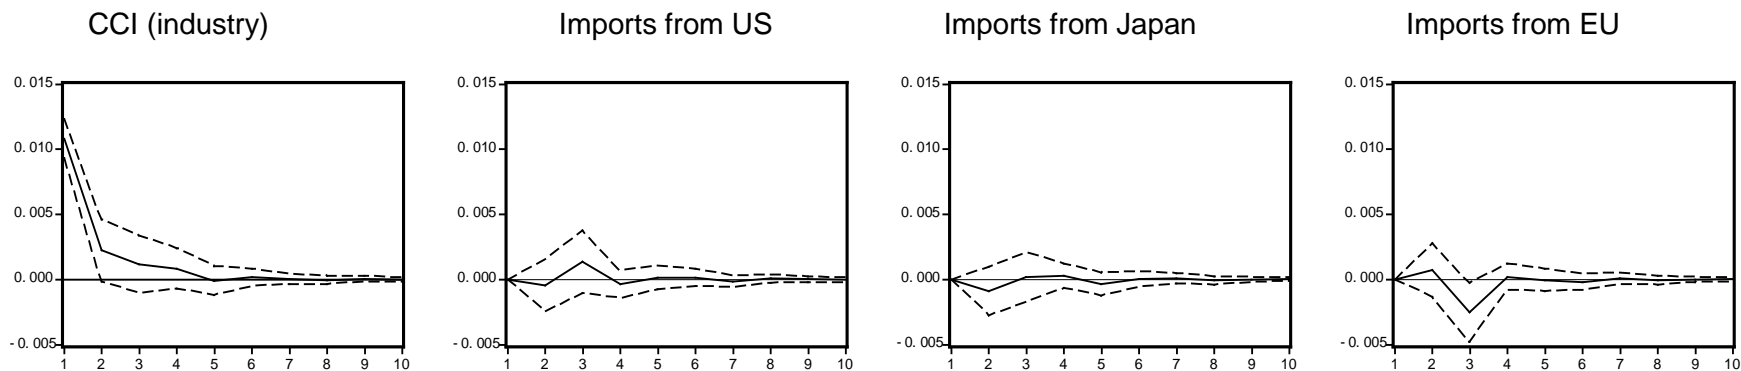 CCI (industry) Imports from US Imports from Japan Imports from EU
0. 015 0. 015 0. 015 0. 015
0. 010 0. 010 0. 010 0. 010
0. 005 0. 005 0. 005 0. 005
0. 000 0. 000 0. 000 0. 000
- 0. 005 - 0. 005 - 0. 005 - 0. 005
1 2 3 4 5 6 7 8 9 10 1 2 3 4 5 6 7 8 9 10 1 2 3 4 5 6 7 8 9 10 1 2 3 4 5 6 7 8 9 10